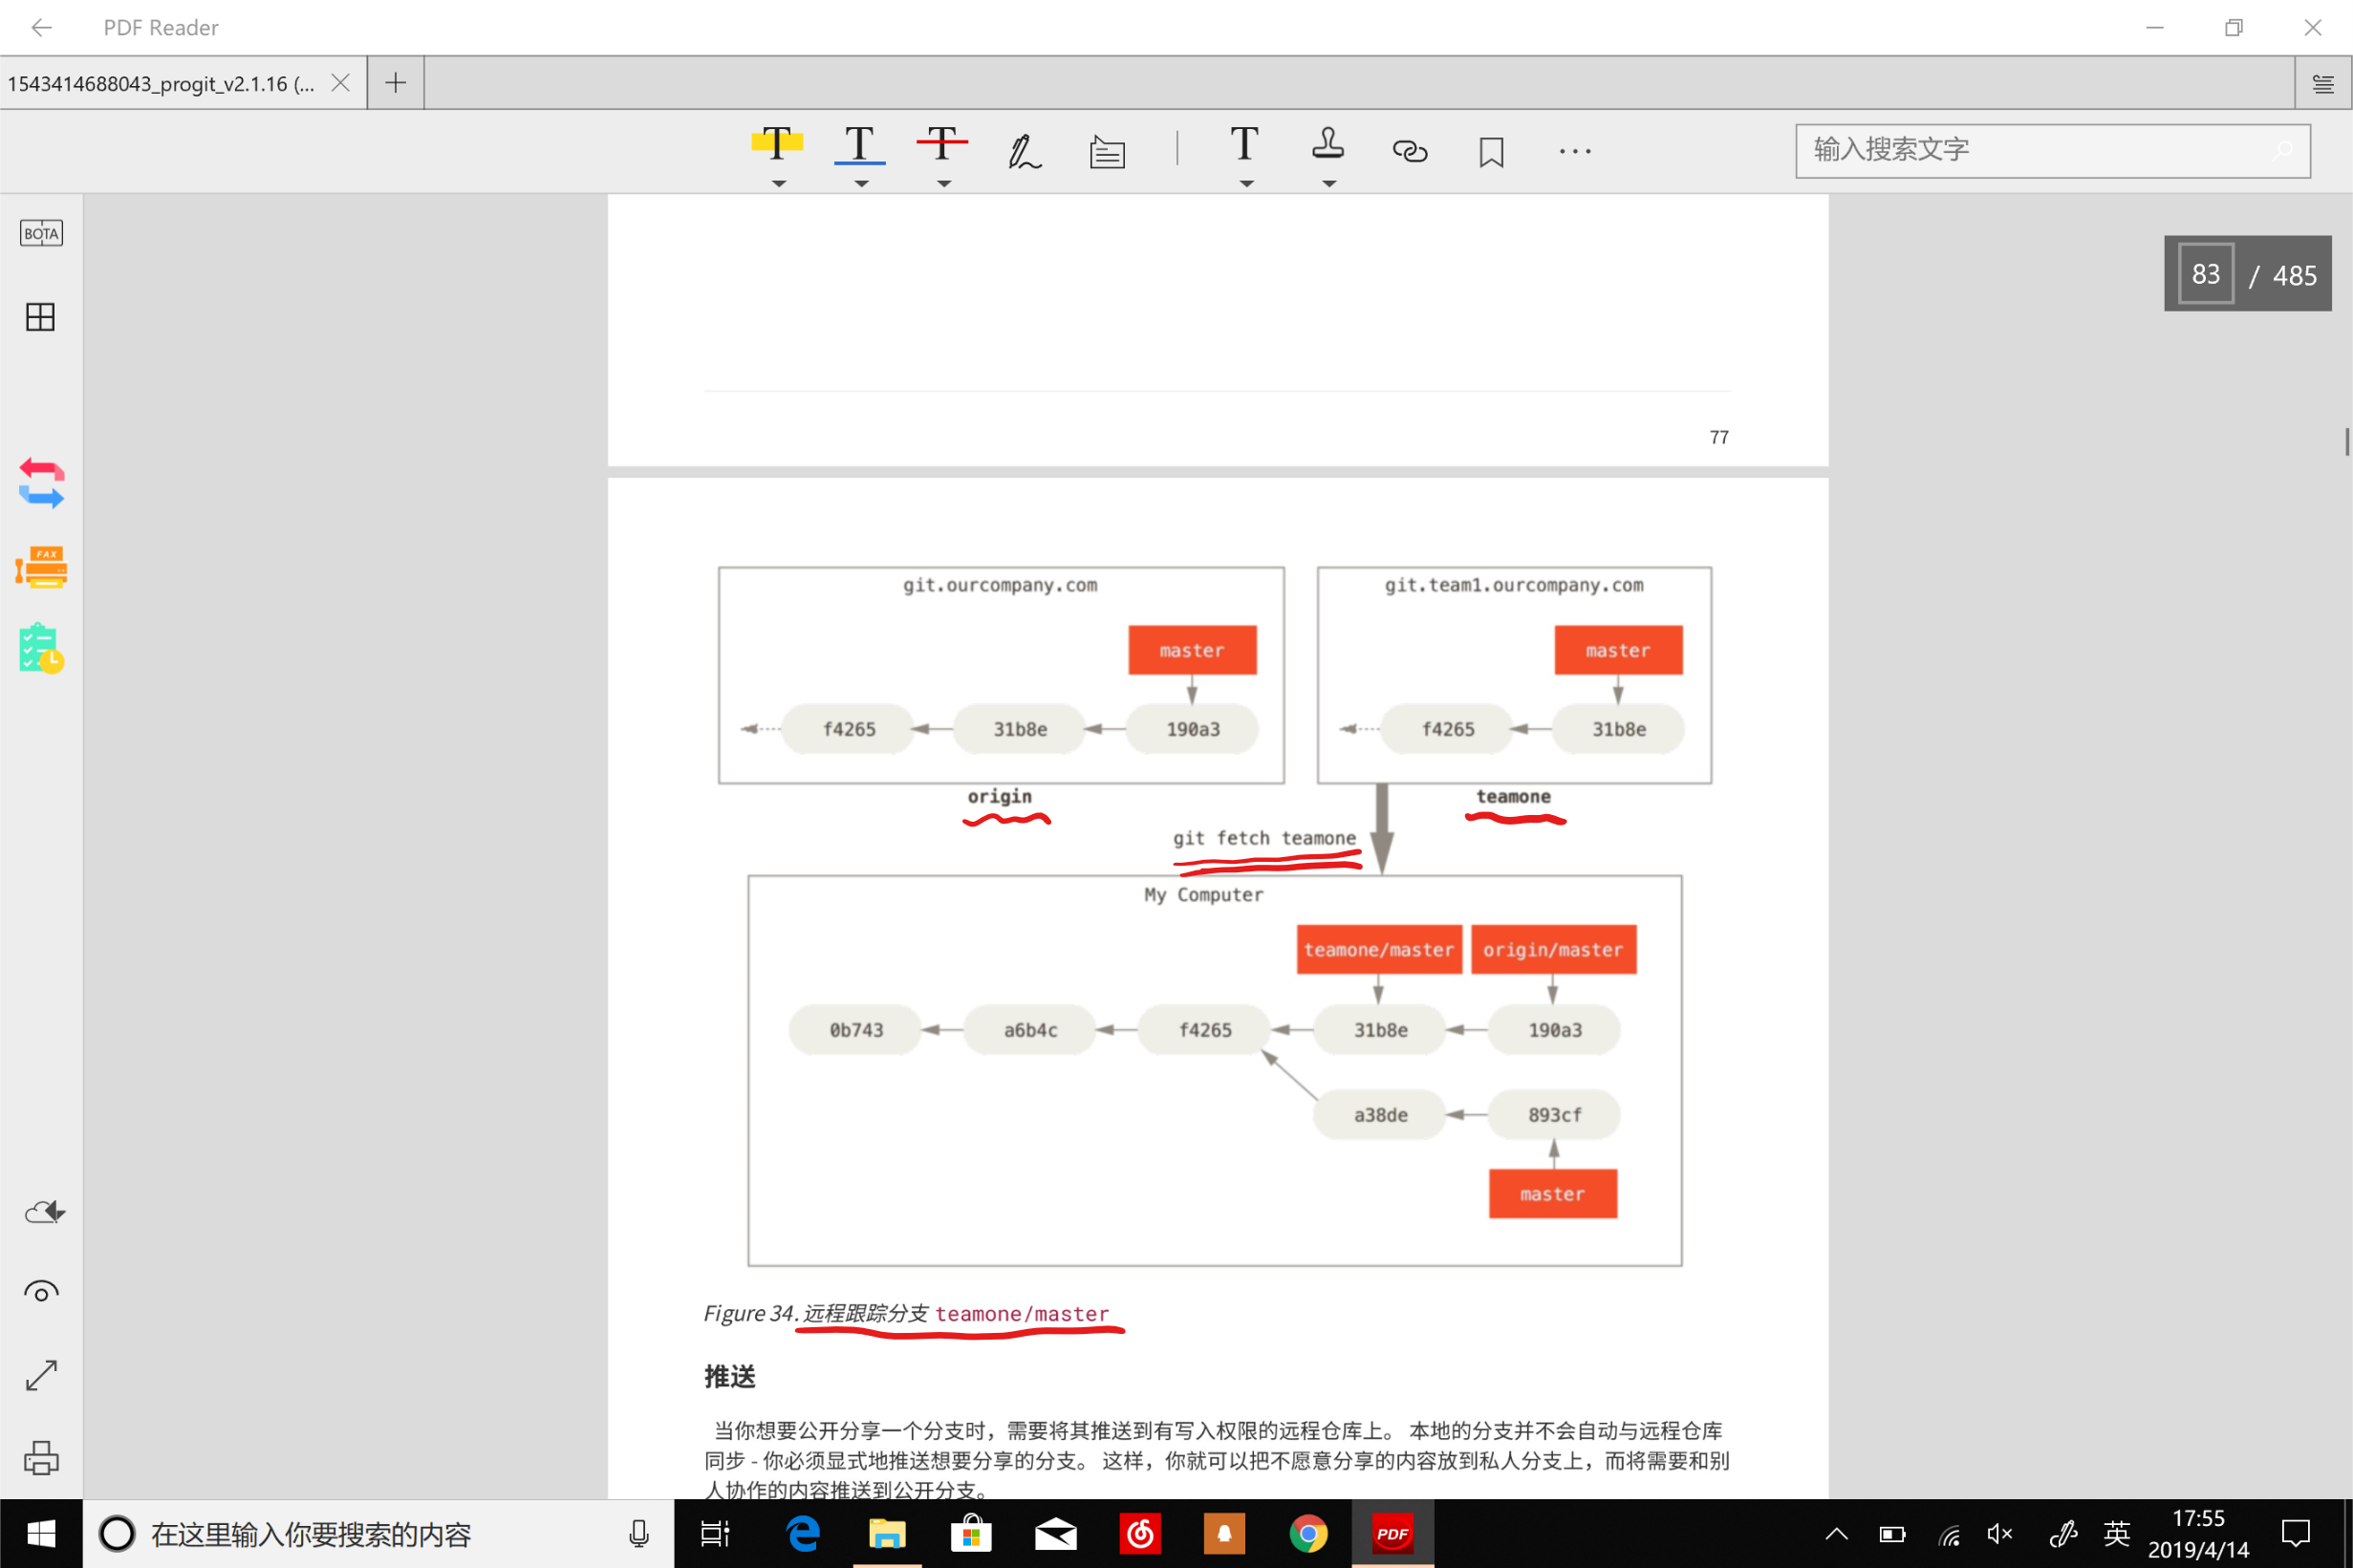 PDF Reader
1543414688043_progit_v2.1.16 (...
输入搜索文字
BOTA
83 / 485
FAX
77
git.ourcompany.com
master
f4265
31b8e
190a3
origin
git.team1.ourcompany.com
master
f4265
31b8e
teamone
git fetch teamone
My Computer
teamone/master
origin/master
0b743
a6b4c
f4265
31b8e
190a3
a38de
893cf
master
Figure 34. 远程跟踪分支 teamone/master
推送
当你想要公开分享一个分支时，需要将其推送到有写入权限的远程仓库上。 本地的分支并不会自动与远程仓库
同步 - 你必须显式地推送想要分享的分支。 这样，你就可以把不愿意分享的内容放到私人分支上，而将需要和别
人协作的内容推送到公开分支。
在这里输入你要搜索的内容
PDF
英
17:55
2019/4/14